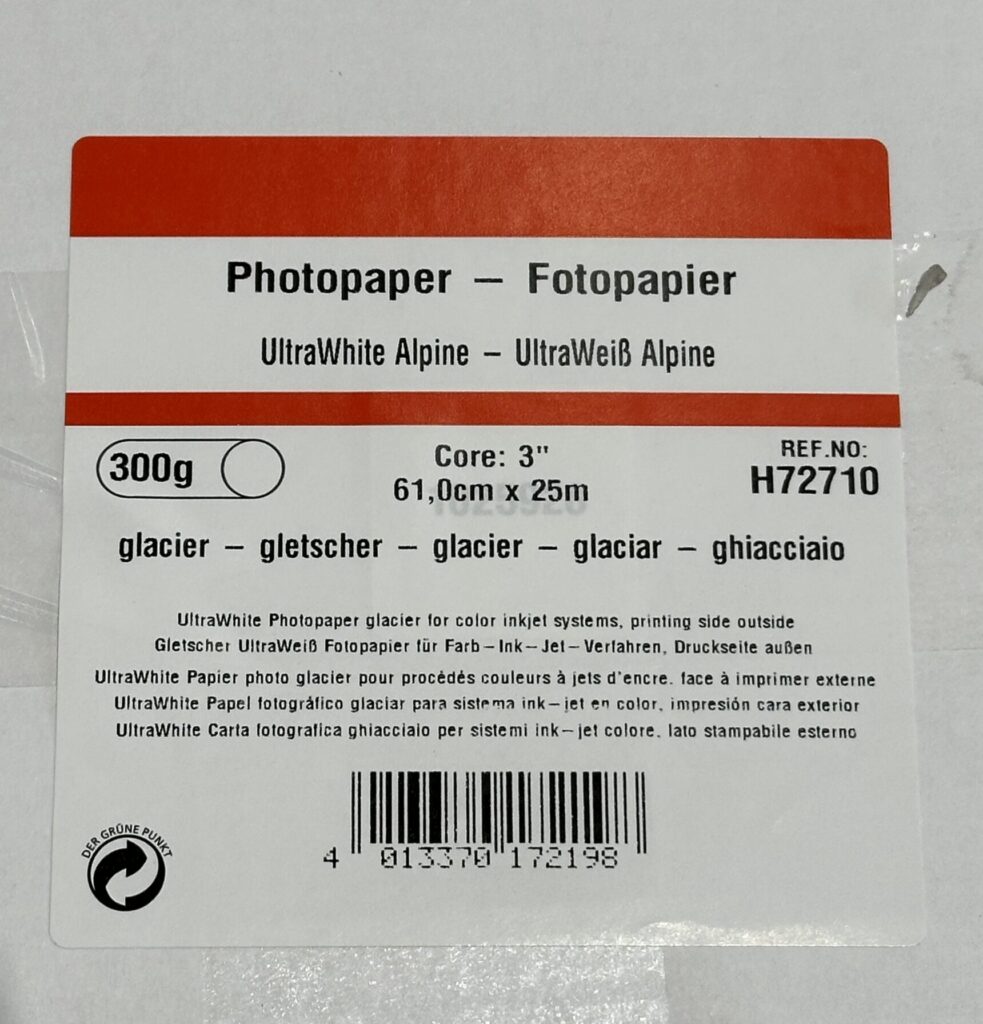 Photopaper – Fotopapier
UltraWhite Alpine – UltraWeiß Alpine
300g
Core: 3"
61,0cm x 25m
REF.NO:
H72710
glacier – gletscher – glacier – glaciar – ghiacciaio
UltraWhite Photopaper glacier for color inkjet systems, printing side outside
Gletscher UltraWeiß Fotopapier für Farb-Ink-Jet-Verfahren, Druckseite außen
UltraWhite Papier photo glacier pour procédés couleurs à jets d'encre. face à imprimer externe
UltraWhite Papel fotográfico glaciar para sistema ink-jet en color, impresión cara exterior
UltraWhite Carta fotografica ghiacciaio per sistemi ink-jet colore, lato stampabile esterno
4 013370 172198
DER GRÜNE PUNKT